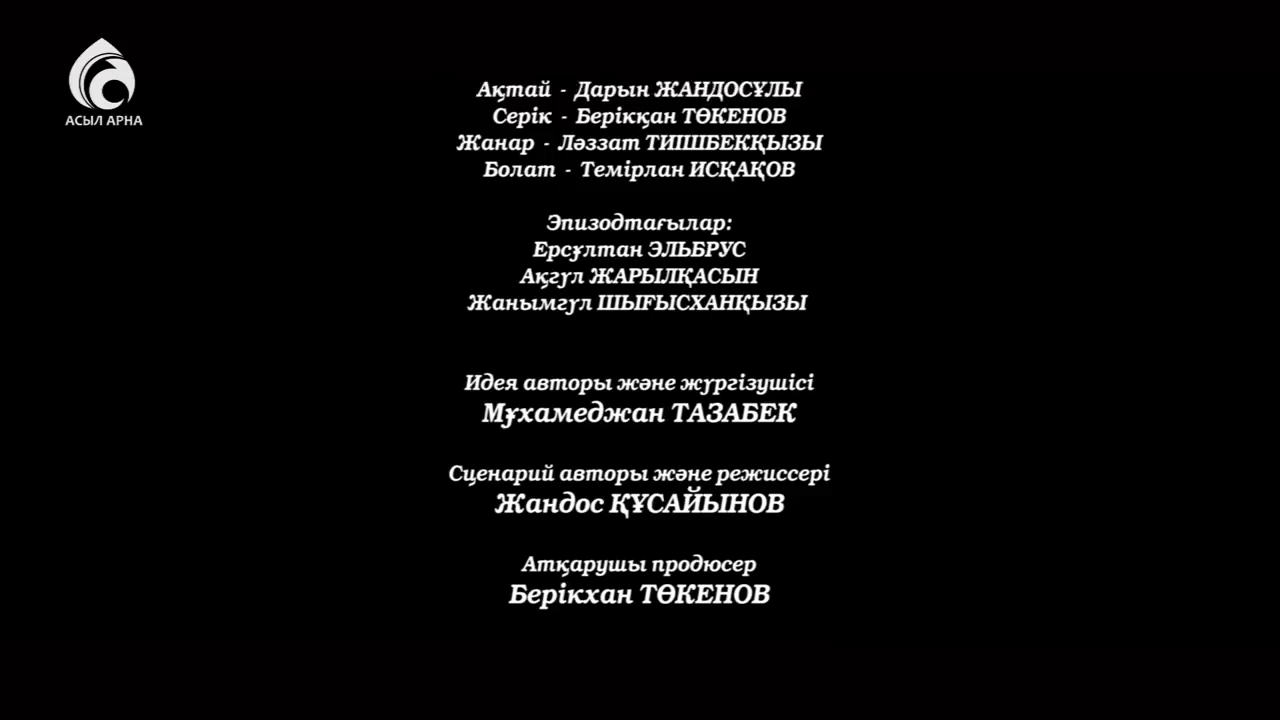 АСЫЛ АРНА
Ақтай - Дарын ЖАНДОСҰЛЫ
Серік - Берікқан ТӨКЕНОВ
Жанар - Ләззат ТИШБЕКҚЫЗЫ
Болат - Темірлан ИСҚАҚОВ
Эпизодтағылар:
Ерсұлтан ЭЛЬБРУС
Ақгүл ЖАРЫЛҚАСЫН
Жанымгүл ШЫҒЫСХАНҚЫЗЫ
Идея авторы және жүргізушісі
Мұхамеджан ТАЗАБЕК
Сценарий авторы және режиссері
Жандос ҚҰСАЙЫНОВ
Атқарушы продюсер
Берікхан ТӨКЕНОВ